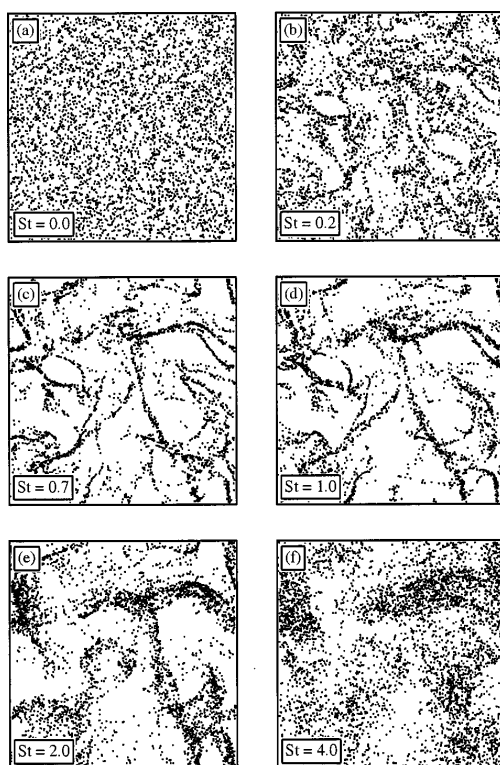 (a)
St = 0.0
(b)
St = 0.2
(c)
St = 0.7
(d)
St = 1.0
(e)
St = 2.0
(f)
St = 4.0